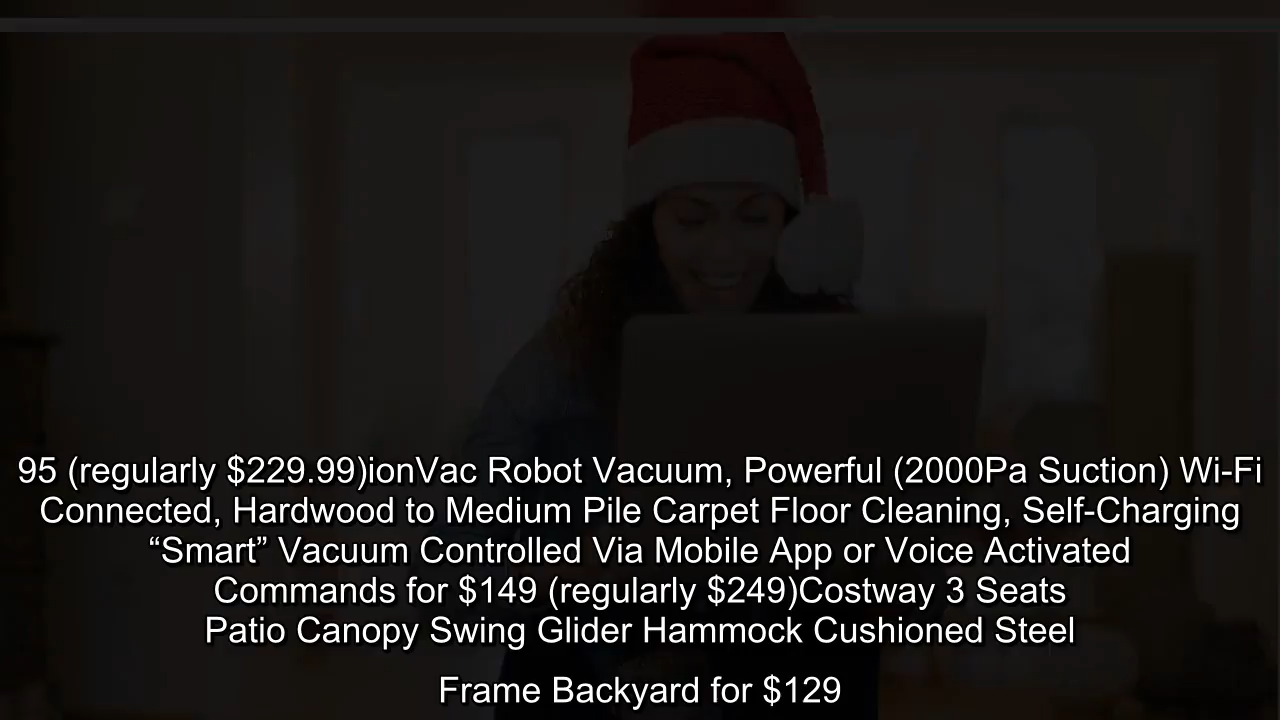 95 (regularly $229.99)ionVac Robot Vacuum, Powerful (2000Pa Suction) Wi-Fi
Connected, Hardwood to Medium Pile Carpet Floor Cleaning, Self-Charging
“Smart” Vacuum Controlled Via Mobile App or Voice Activated
Commands for $149 (regularly $249)Costway 3 Seats
Patio Canopy Swing Glider Hammock Cushioned Steel
Frame Backyard for $129